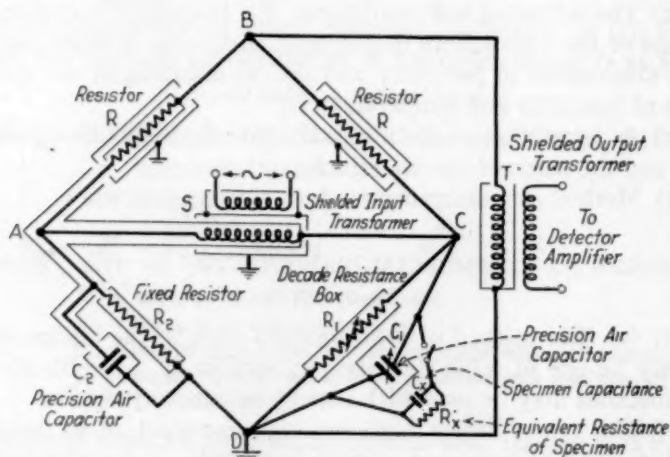 B
Resistor
R
Resistor
R
Shielded Output
Transformer
T
To
Detector
Amplifier
S
Shielded Input
Transformer
A
C
Fixed Resistor
R2
Decade Resistance
Box
R1
C1
Precision Air
Capacitor
C2
Precision Air
Capacitor
Cx
Specimen Capacitance
Rx
Equivalent Resistance
of Specimen
D